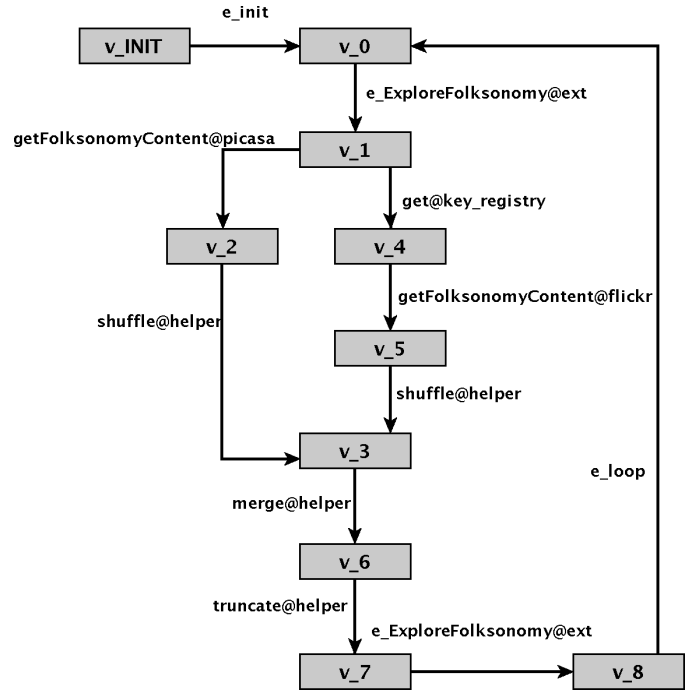 e_init
v_INIT
v_0
e_ExploreFolksonomy@ext
getFolksonomyContent@picasa
v_1
get@key_registry
v_2
v_4
getFolksonomyContent@flickr
shuffle@helper
v_5
shuffle@helper
v_3
e_loop
merge@helper
v_6
truncate@helper
e_ExploreFolksonomy@ext
v_7
v_8